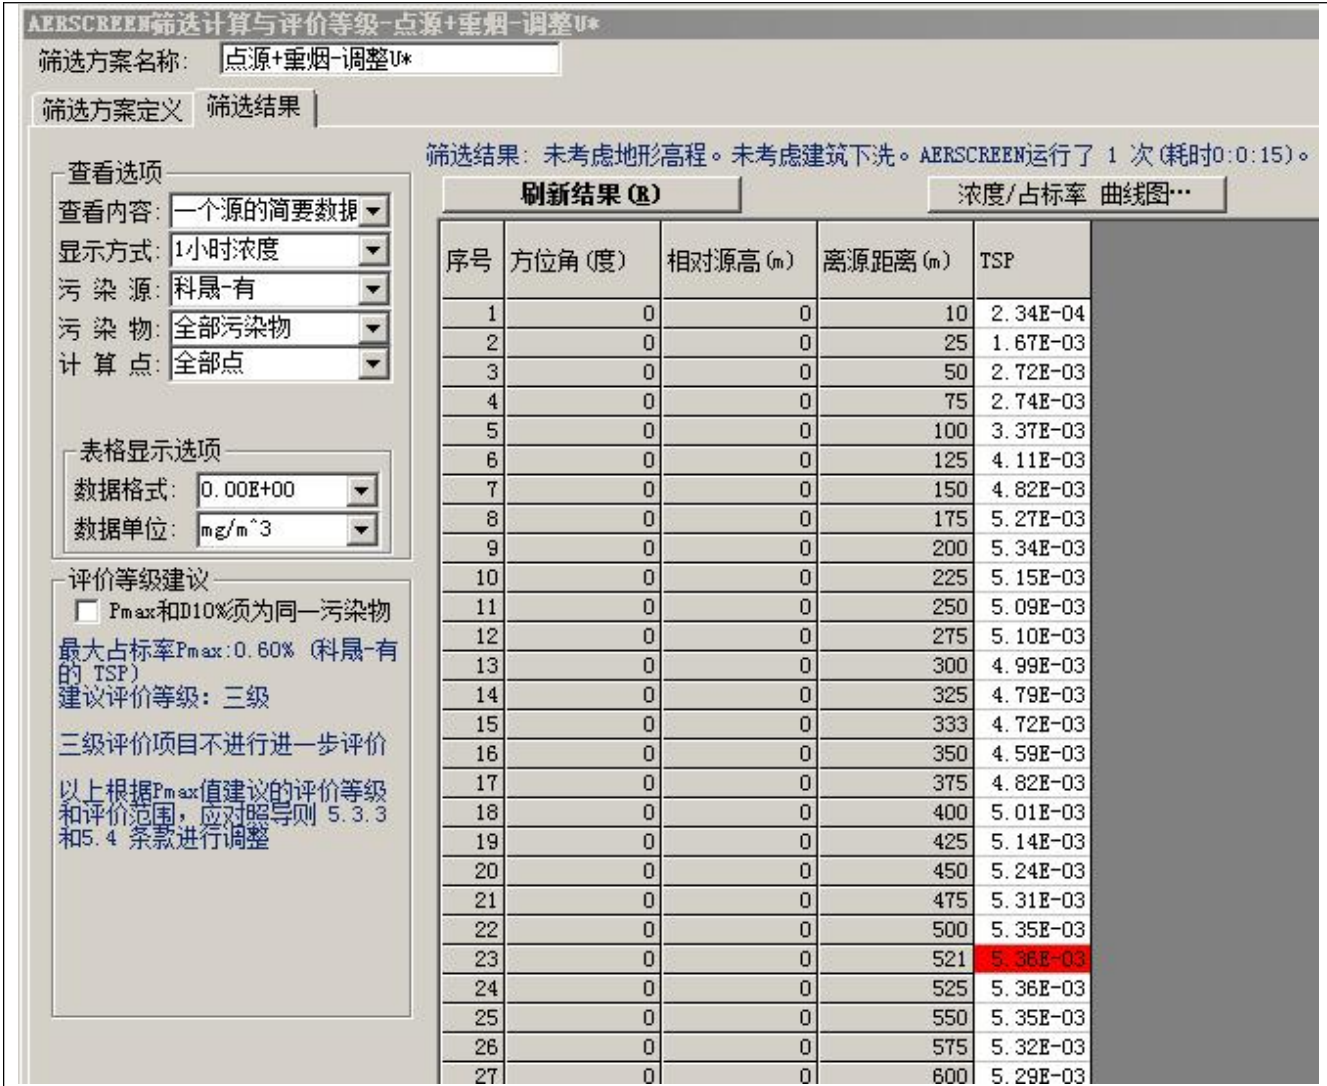 AERSCREEN筛选计算与评价等级-点源+重烟-调整U*
筛选方案名称: 点源+重烟-调整U*
筛选方案定义 筛选结果
筛选结果：未考虑地形高程。未考虑建筑下洗。AERSCREEN运行了 1 次(耗时0:0:15)。
刷新结果(R) 浓度/占标率 曲线图…
查看选项
查看内容: 一个源的简要数据
显示方式: 1小时浓度
污 染 源: 科晟-有
污 染 物: 全部污染物
计 算 点: 全部点
表格显示选项
数据格式: 0.00E+00
数据单位: mg/m^3
评价等级建议
Pmax和D10%须为同一污染物
最大占标率Pmax:0.60% (科晟-有
的 TSP)
建议评价等级: 三级
三级评价项目不进行进一步评价
以上根据Pmax值建议的评价等级
和评价范围，应对照导则 5.3.3
和5.4 条款进行调整
序号 方位角(度) 相对源高(m) 离源距离(m) TSP
1 0 0 10 2.34E-04
2 0 0 25 1.67E-03
3 0 0 50 2.72E-03
4 0 0 75 2.74E-03
5 0 0 100 3.37E-03
6 0 0 125 4.11E-03
7 0 0 150 4.82E-03
8 0 0 175 5.27E-03
9 0 0 200 5.34E-03
10 0 0 225 5.15E-03
11 0 0 250 5.09E-03
12 0 0 275 5.10E-03
13 0 0 300 4.99E-03
14 0 0 325 4.79E-03
15 0 0 333 4.72E-03
16 0 0 350 4.59E-03
17 0 0 375 4.82E-03
18 0 0 400 5.01E-03
19 0 0 425 5.14E-03
20 0 0 450 5.24E-03
21 0 0 475 5.31E-03
22 0 0 500 5.35E-03
23 0 0 521 5.36E-03
24 0 0 525 5.36E-03
25 0 0 550 5.35E-03
26 0 0 575 5.32E-03
27 0 0 600 5.29E-03